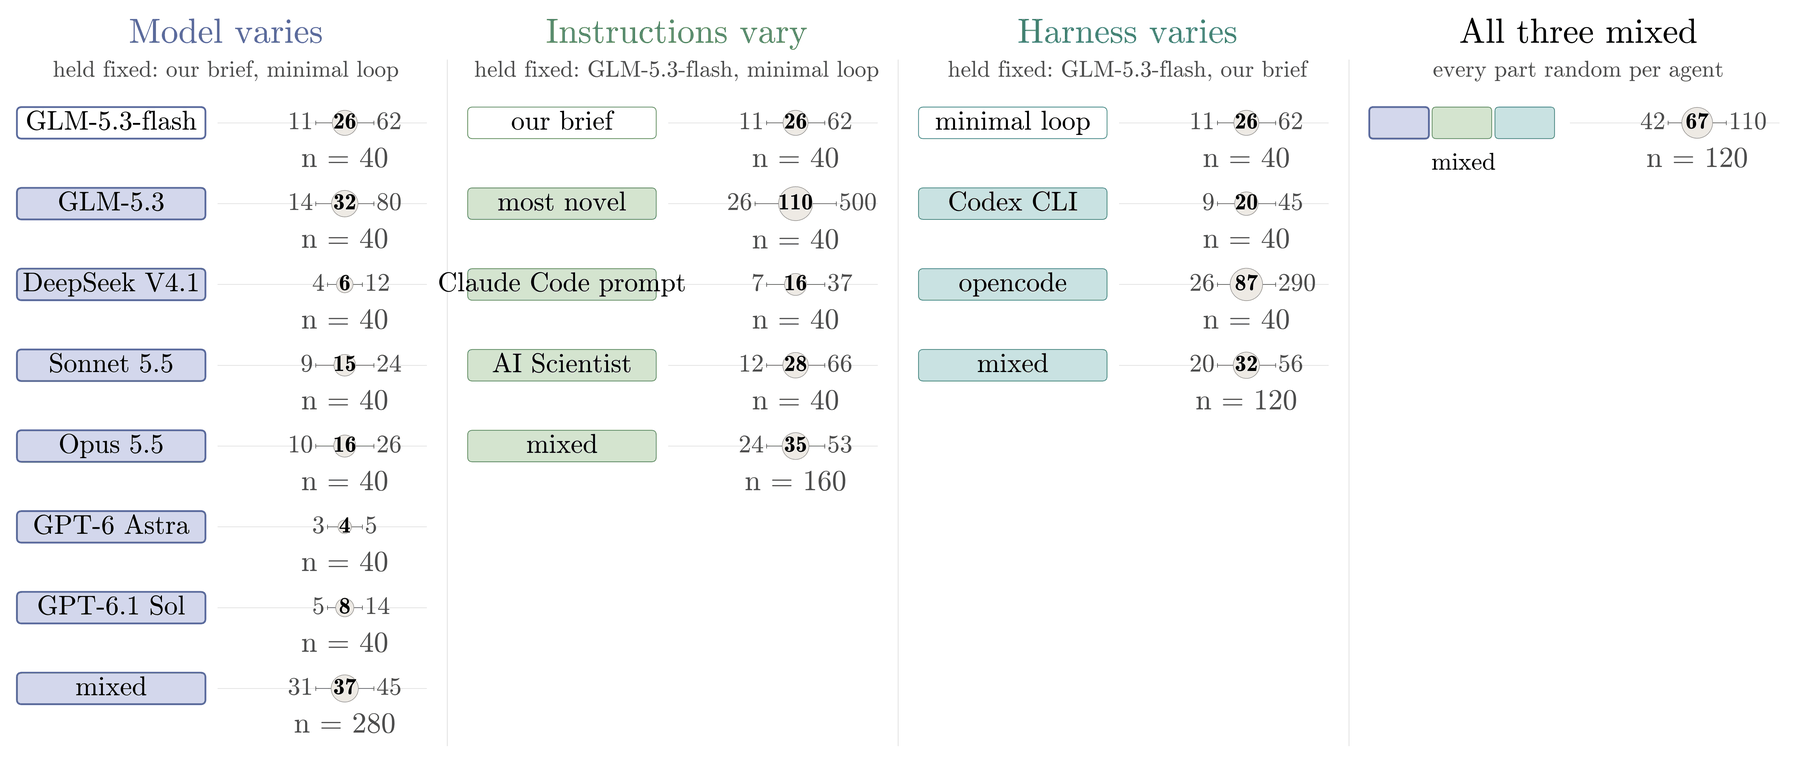 Model varies
held fixed: our brief, minimal loop
GLM-5.3-flash 11 26 62
n = 40
GLM-5.3 14 32 80
n = 40
DeepSeek V4.1 4 6 12
n = 40
Sonnet 5.5 9 15 24
n = 40
Opus 5.5 10 16 26
n = 40
GPT-6 Astra 3 4 5
n = 40
GPT-6.1 Sol 5 8 14
n = 40
mixed 31 37 45
n = 280
Instructions vary
held fixed: GLM-5.3-flash, minimal loop
our brief 11 26 62
n = 40
most novel 26 110 500
n = 40
Claude Code prompt 7 16 37
n = 40
AI Scientist 12 28 66
n = 40
mixed 24 35 53
n = 160
Harness varies
held fixed: GLM-5.3-flash, our brief
minimal loop 11 26 62
n = 40
Codex CLI 9 20 45
n = 40
opencode 26 87 290
n = 40
mixed 20 32 56
n = 120
All three mixed
every part random per agent
42 67 110
mixed n = 120